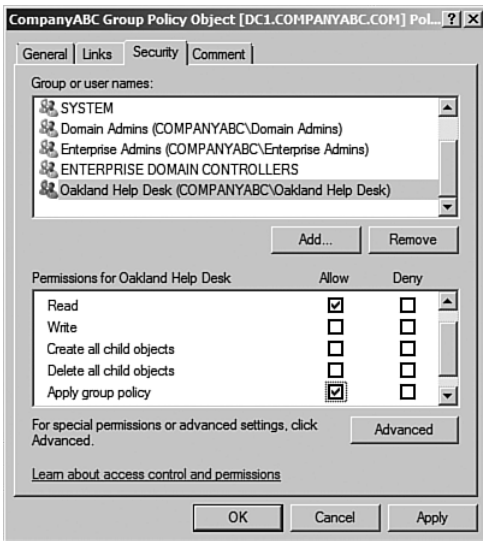 CompanyABC Group Policy Object [DC1.COMPANYABC.COM] Pol...
General Links Security Comment
Group or user names:
SYSTEM
Domain Admins (COMPANYABC\Domain Admins)
Enterprise Admins (COMPANYABC\Enterprise Admins)
ENTERPRISE DOMAIN CONTROLLERS
Oakland Help Desk (COMPANYABC\Oakland Help Desk)
Add... Remove
Permissions for Oakland Help Desk Allow Deny
Read
Write
Create all child objects
Delete all child objects
Apply group policy
For special permissions or advanced settings, click
Advanced.
Advanced
Learn about access control and permissions
OK Cancel Apply